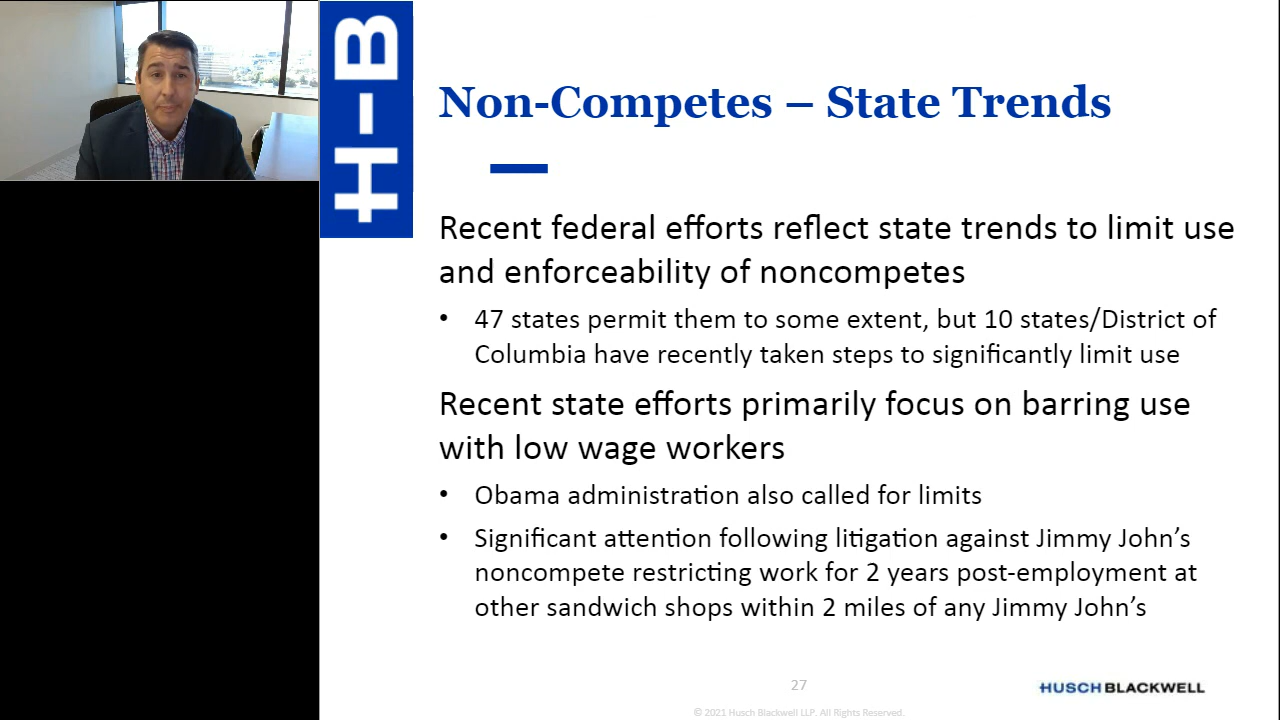 H-B
Non-Competes – State Trends
Recent federal efforts reflect state trends to limit use
and enforceability of noncompetes
• 47 states permit them to some extent, but 10 states/District of
Columbia have recently taken steps to significantly limit use
Recent state efforts primarily focus on barring use
with low wage workers
• Obama administration also called for limits
• Significant attention following litigation against Jimmy John’s
noncompete restricting work for 2 years post-employment at
other sandwich shops within 2 miles of any Jimmy John’s
27
HUSCH BLACKWELL
© 2021 Husch Blackwell LLP. All Rights Reserved.